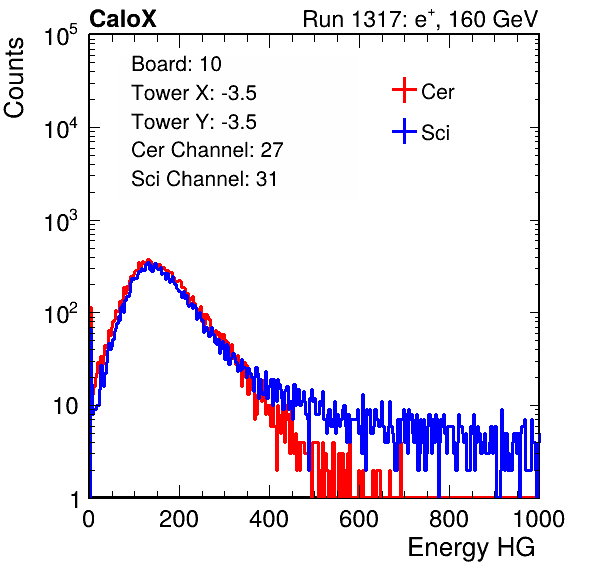 CaloX Run 1317: e⁺, 160 GeV
Counts
10⁵
10⁴
10³
10²
10
1
Board: 10
Tower X: -3.5
Tower Y: -3.5
Cer Channel: 27
Sci Channel: 31
Cer
Sci
0 200 400 600 800 1000
Energy HG